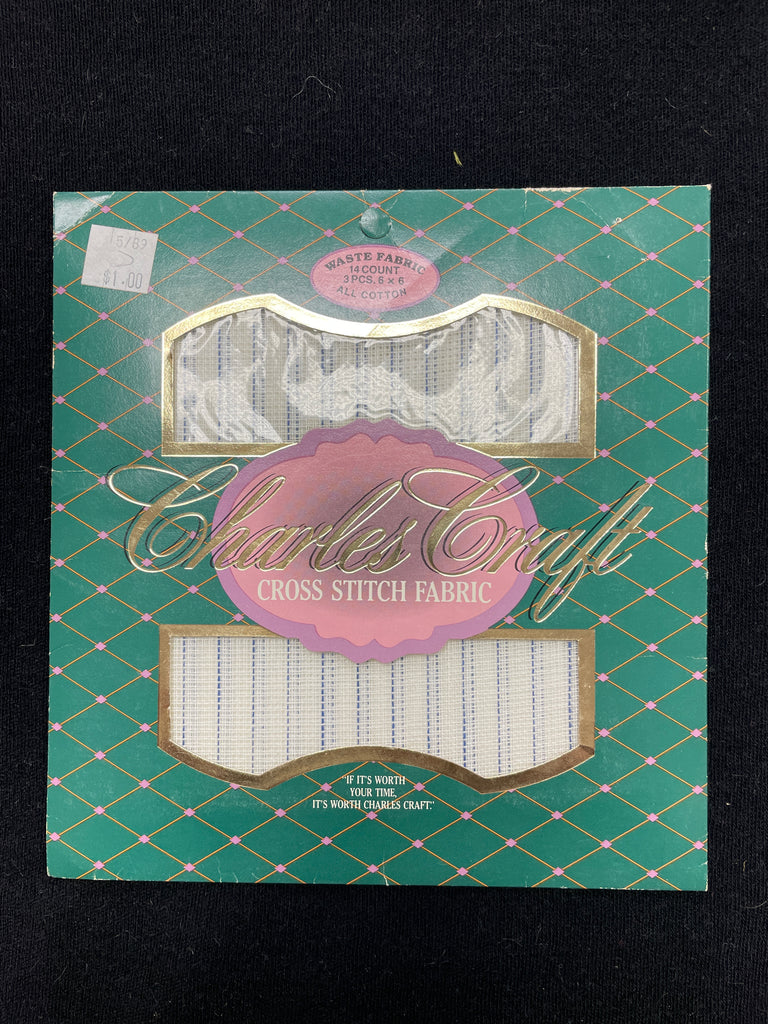 5/89
$1.00
WASTE FABRIC
14 COUNT
3 PCS. 6 x 6
ALL COTTON
Charles Craft
CROSS STITCH FABRIC
"IF IT'S WORTH
YOUR TIME,
IT'S WORTH CHARLES CRAFT."